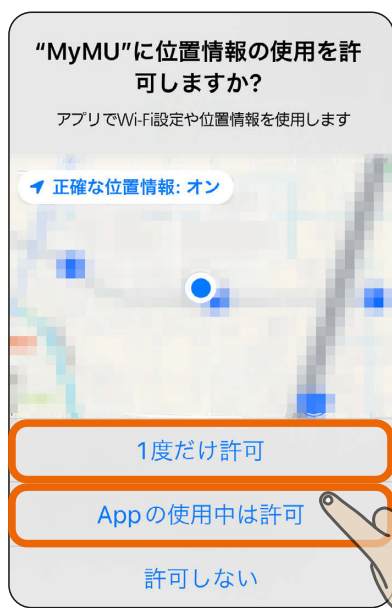 “MyMU”に位置情報の使用を許
可しますか?
アプリでWi-Fi設定や位置情報を使用します
正確な位置情報: オン
1度だけ許可
Appの使用中は許可
許可しない